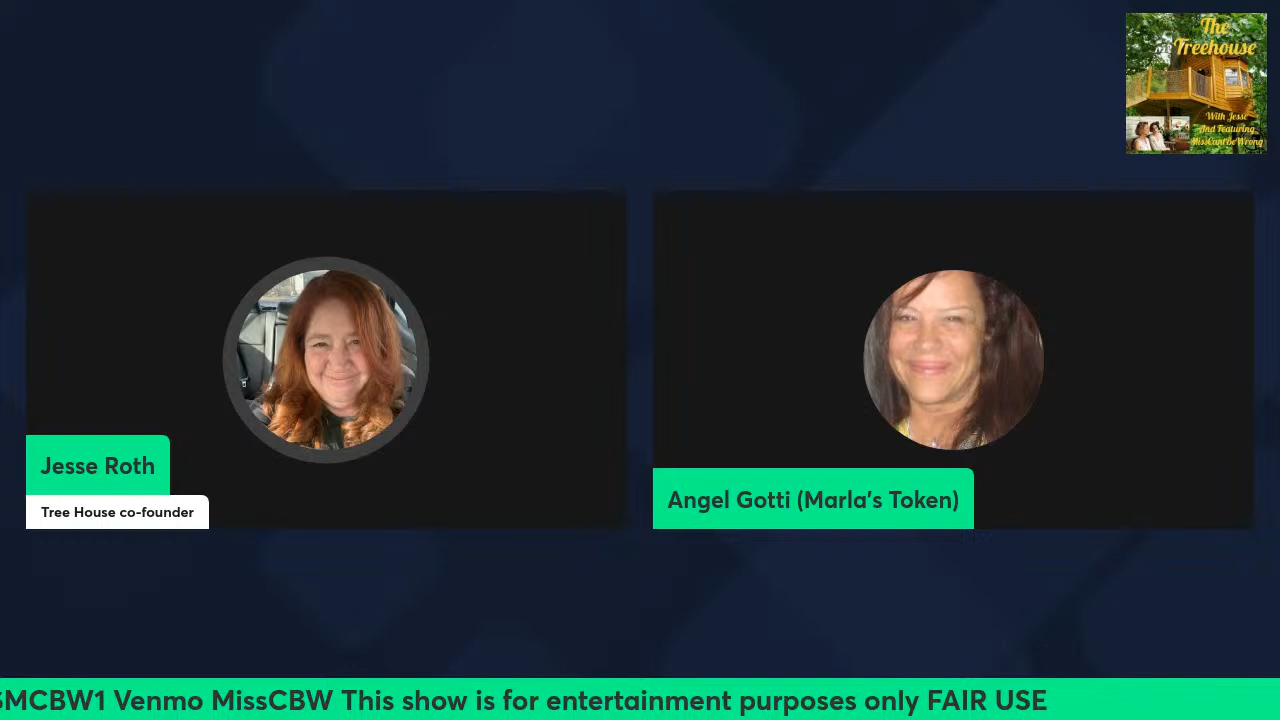 The
Treehouse
With Jesse
And Featuring
MissCantBeWrong
Jesse Roth
Tree House co-founder
Angel Gotti (Marla's Token)
$MCBW1 Venmo MissCBW This show is for entertainment purposes only FAIR USE